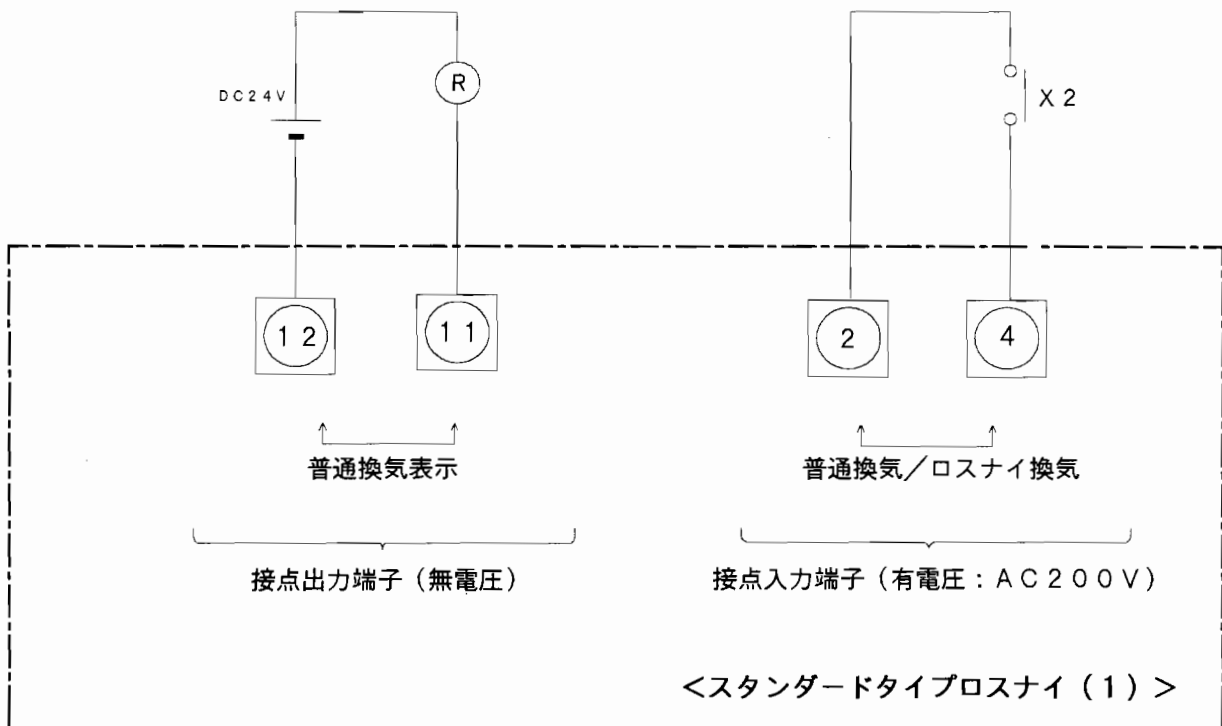 DC24V
R
X2
12
11
2
4
普通換気表示
普通換気／ロスナイ換気
接点出力端子（無電圧）
接点入力端子（有電圧：AC200V）
＜スタンダードタイプロスナイ（1）＞